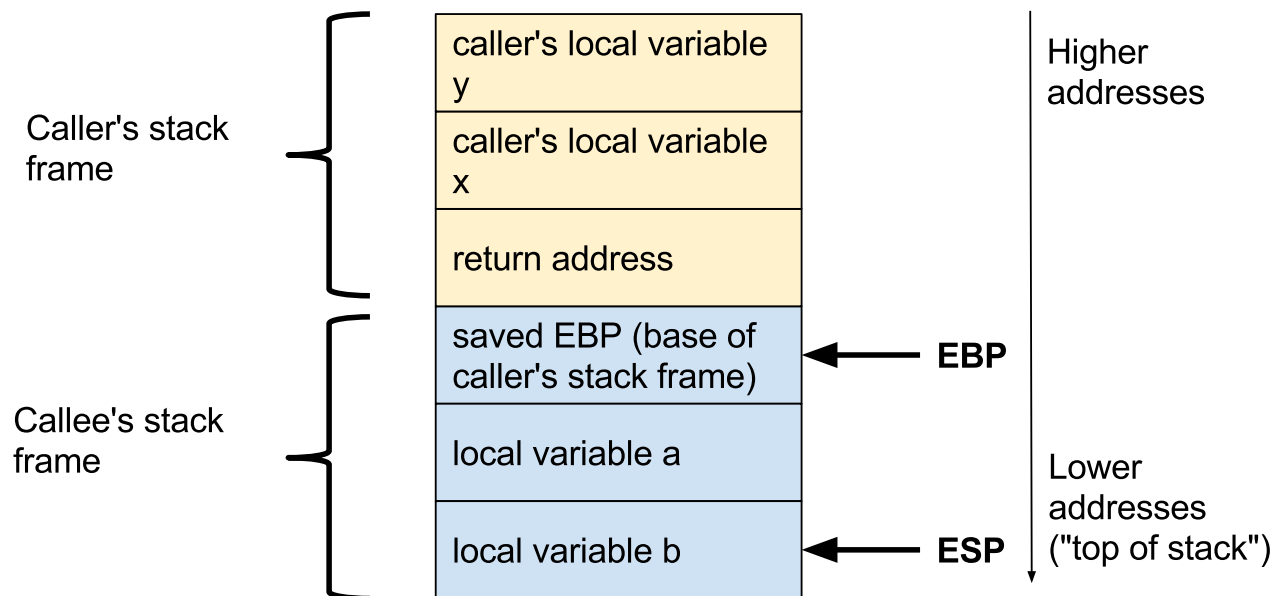 caller's local variable
y
Higher
addresses
Caller's stack
frame
caller's local variable
x
return address
saved EBP (base of
caller's stack frame)
EBP
Callee's stack
frame
local variable a
Lower
addresses
("top of stack")
local variable b
ESP